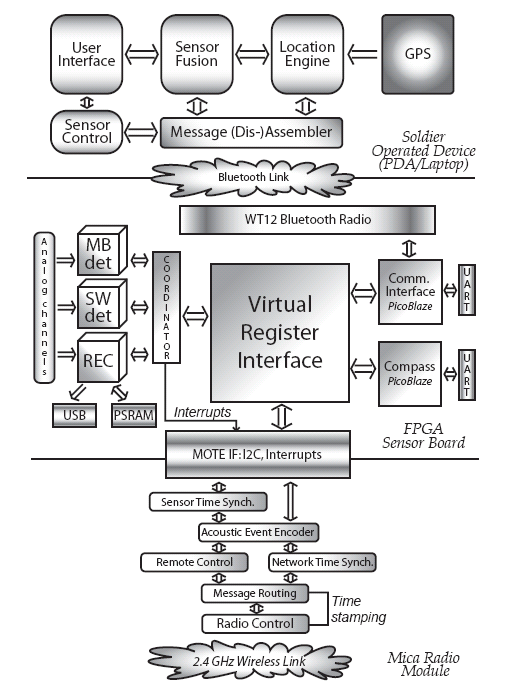 User
Interface
Sensor
Fusion
Location
Engine
GPS
Sensor
Control
Message (Dis-)Assembler
Soldier
Operated Device
(PDA/Laptop)
Bluetooth Link
WT12 Bluetooth Radio
Analog channels
MB
det
SW
det
REC
COORDINATOR
Virtual
Register
Interface
Comm.
Interface
PicoBlaze
UART
Compass
PicoBlaze
UART
USB
PSRAM
Interrupts
FPGA
Sensor Board
MOTE IF: I2C, Interrupts
Sensor Time Synch.
Acoustic Event Encoder
Remote Control
Network Time Synch.
Message Routing
Radio Control
Time
stamping
2.4 GHz Wireless Link
Mica Radio
Module